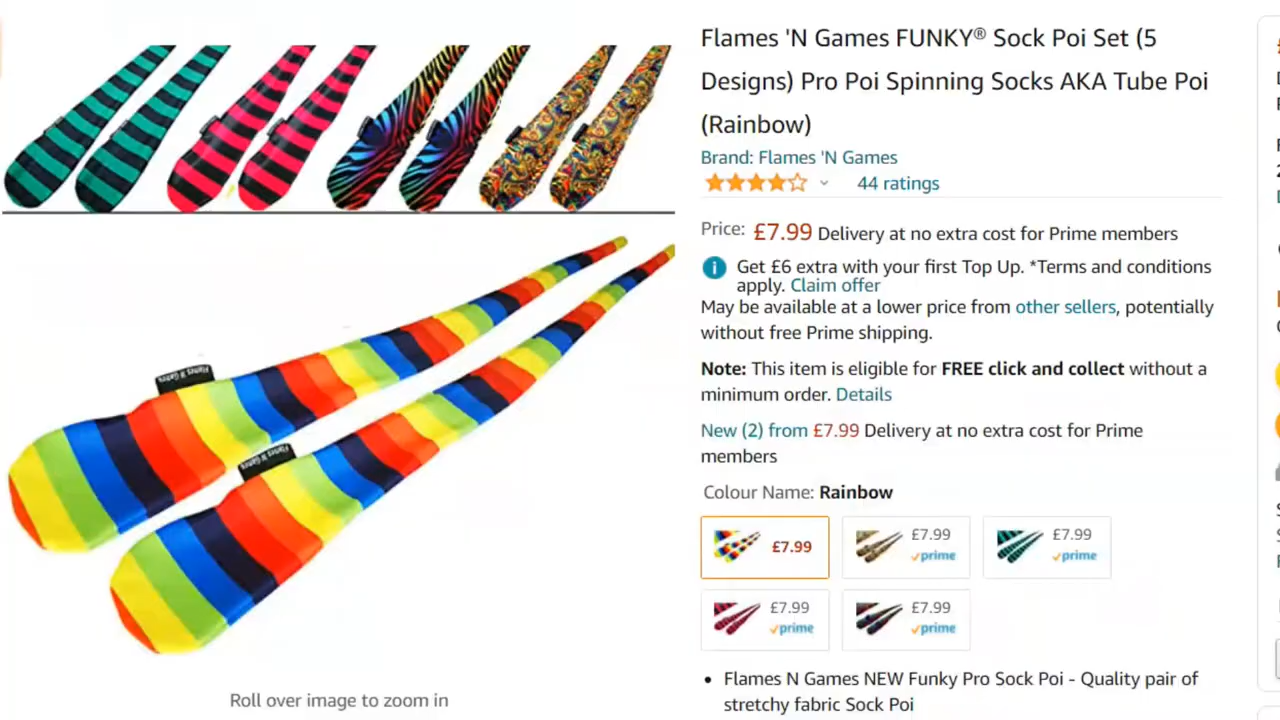 Flames 'N Games FUNKY® Sock Poi Set (5
Designs) Pro Poi Spinning Socks AKA Tube Poi
(Rainbow)
Brand: Flames 'N Games
44 ratings
Price: £7.99 Delivery at no extra cost for Prime members
Get £6 extra with your first Top Up. *Terms and conditions
apply. Claim offer
May be available at a lower price from other sellers, potentially
without free Prime shipping.
Note: This item is eligible for FREE click and collect without a
minimum order. Details
New (2) from £7.99 Delivery at no extra cost for Prime
members
Colour Name: Rainbow
£7.99
£7.99
prime
£7.99
prime
£7.99
prime
£7.99
prime
• Flames N Games NEW Funky Pro Sock Poi - Quality pair of
stretchy fabric Sock Poi
Flames N Games
Flames N Games
Roll over image to zoom in